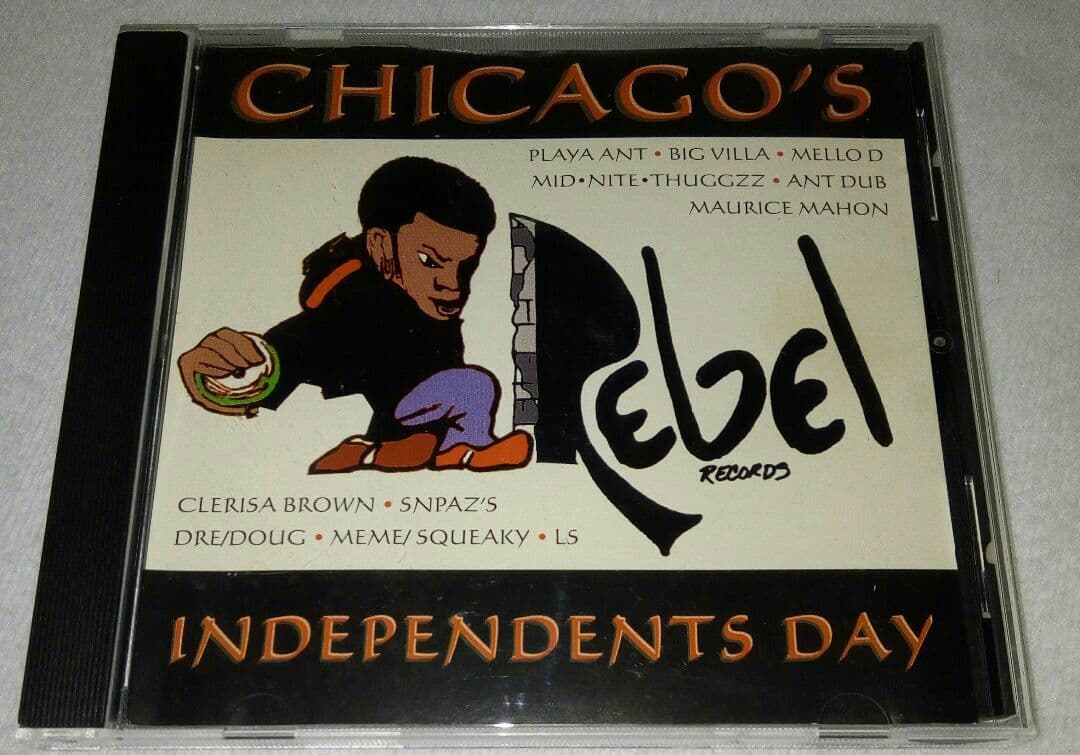 CHICAGO'S
PLAYA ANT • BIG VILLA • MELLO D
MID•NITE•THUGGZZ • ANT DUB
MAURICE MAHON
Rebel
RECORDS
CLERISA BROWN • SNPAZ'S
DRE/DOUG • MEME/ SQUEAKY • LS
INDEPENDENTS DAY